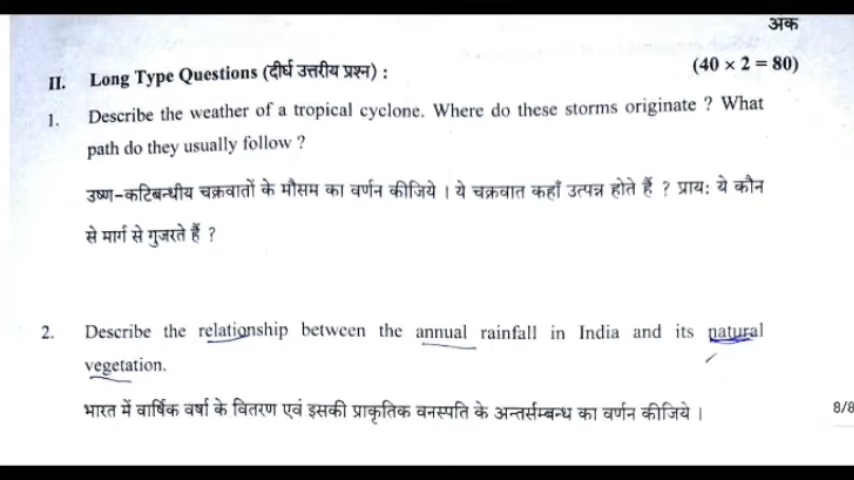 अंक
II. Long Type Questions (दीर्घ उत्तरीय प्रश्न) : (40 × 2 = 80)
1. Describe the weather of a tropical cyclone. Where do these storms originate ? What
path do they usually follow ?
उष्ण-कटिबन्धीय चक्रवातों के मौसम का वर्णन कीजिये । ये चक्रवात कहाँ उत्पन्न होते हैं ? प्रायः ये कौन
से मार्ग से गुजरते हैं ?
2. Describe the relationship between the annual rainfall in India and its natural
vegetation.
भारत में वार्षिक वर्षा के वितरण एवं इसकी प्राकृतिक वनस्पति के अन्तर्सम्बन्ध का वर्णन कीजिये ।
8/8